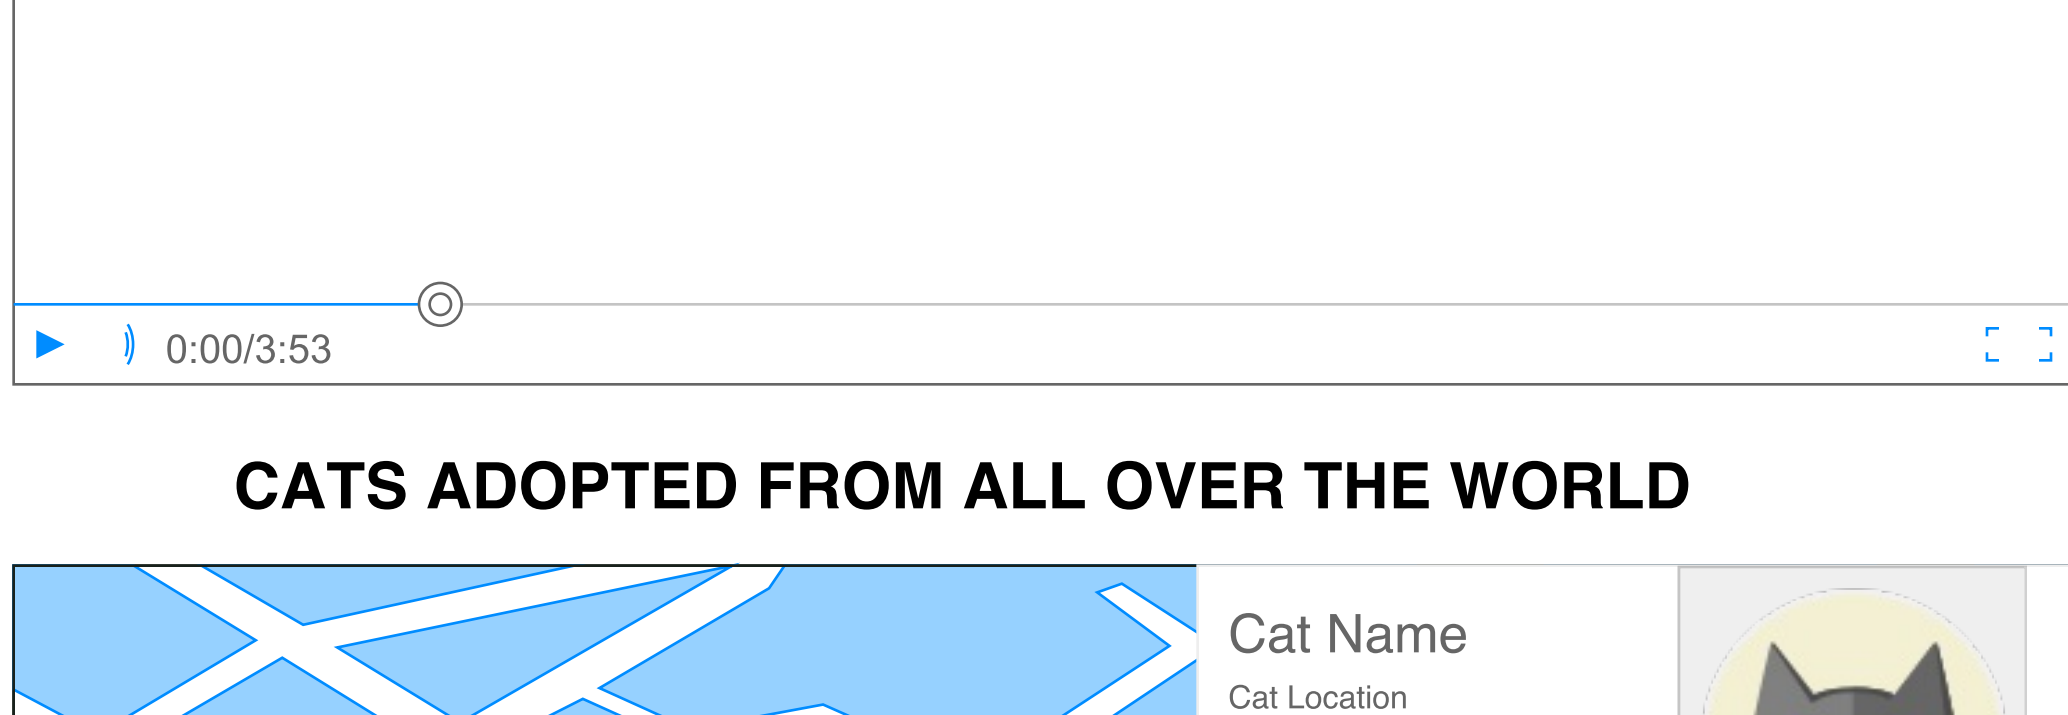 0:00/3:53
CATS ADOPTED FROM ALL OVER THE WORLD
Cat Name
Cat Location